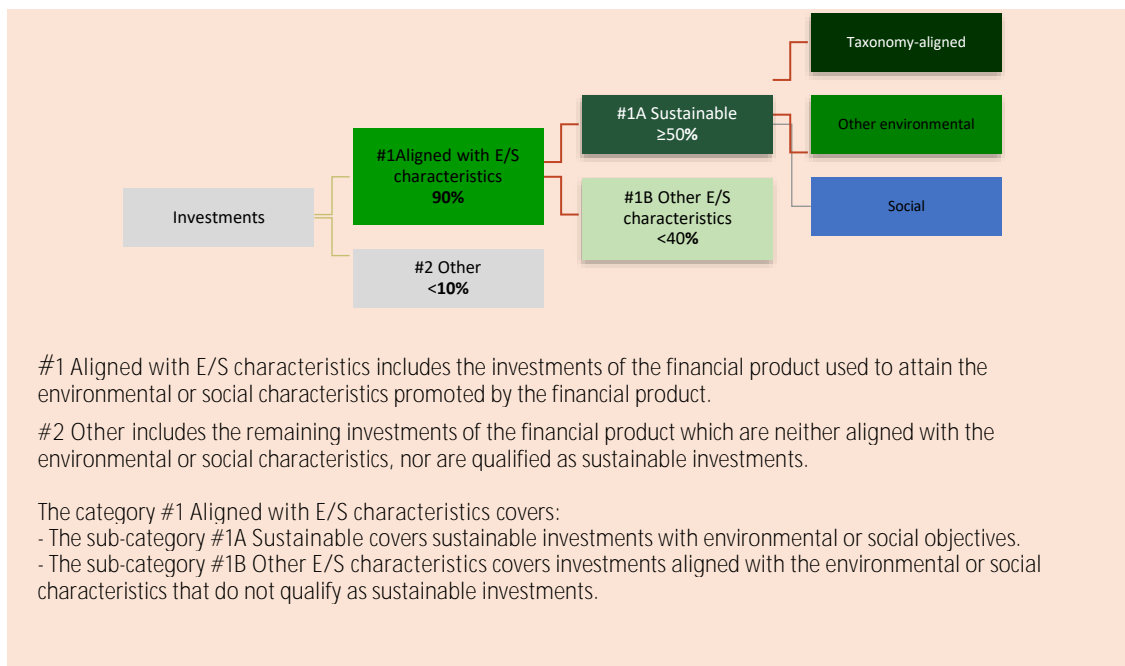 Taxonomy-aligned
#1A Sustainable
≥50%
Other environmental
#1Aligned with E/S
characteristics
90%
#1B Other E/S
characteristics
<40%
Investments
Social
#2 Other
<10%
#1 Aligned with E/S characteristics includes the investments of the financial product used to attain the
environmental or social characteristics promoted by the financial product.
#2 Other includes the remaining investments of the financial product which are neither aligned with the
environmental or social characteristics, nor are qualified as sustainable investments.
The category #1 Aligned with E/S characteristics covers:
- The sub-category #1A Sustainable covers sustainable investments with environmental or social objectives.
- The sub-category #1B Other E/S characteristics covers investments aligned with the environmental or social
characteristics that do not qualify as sustainable investments.